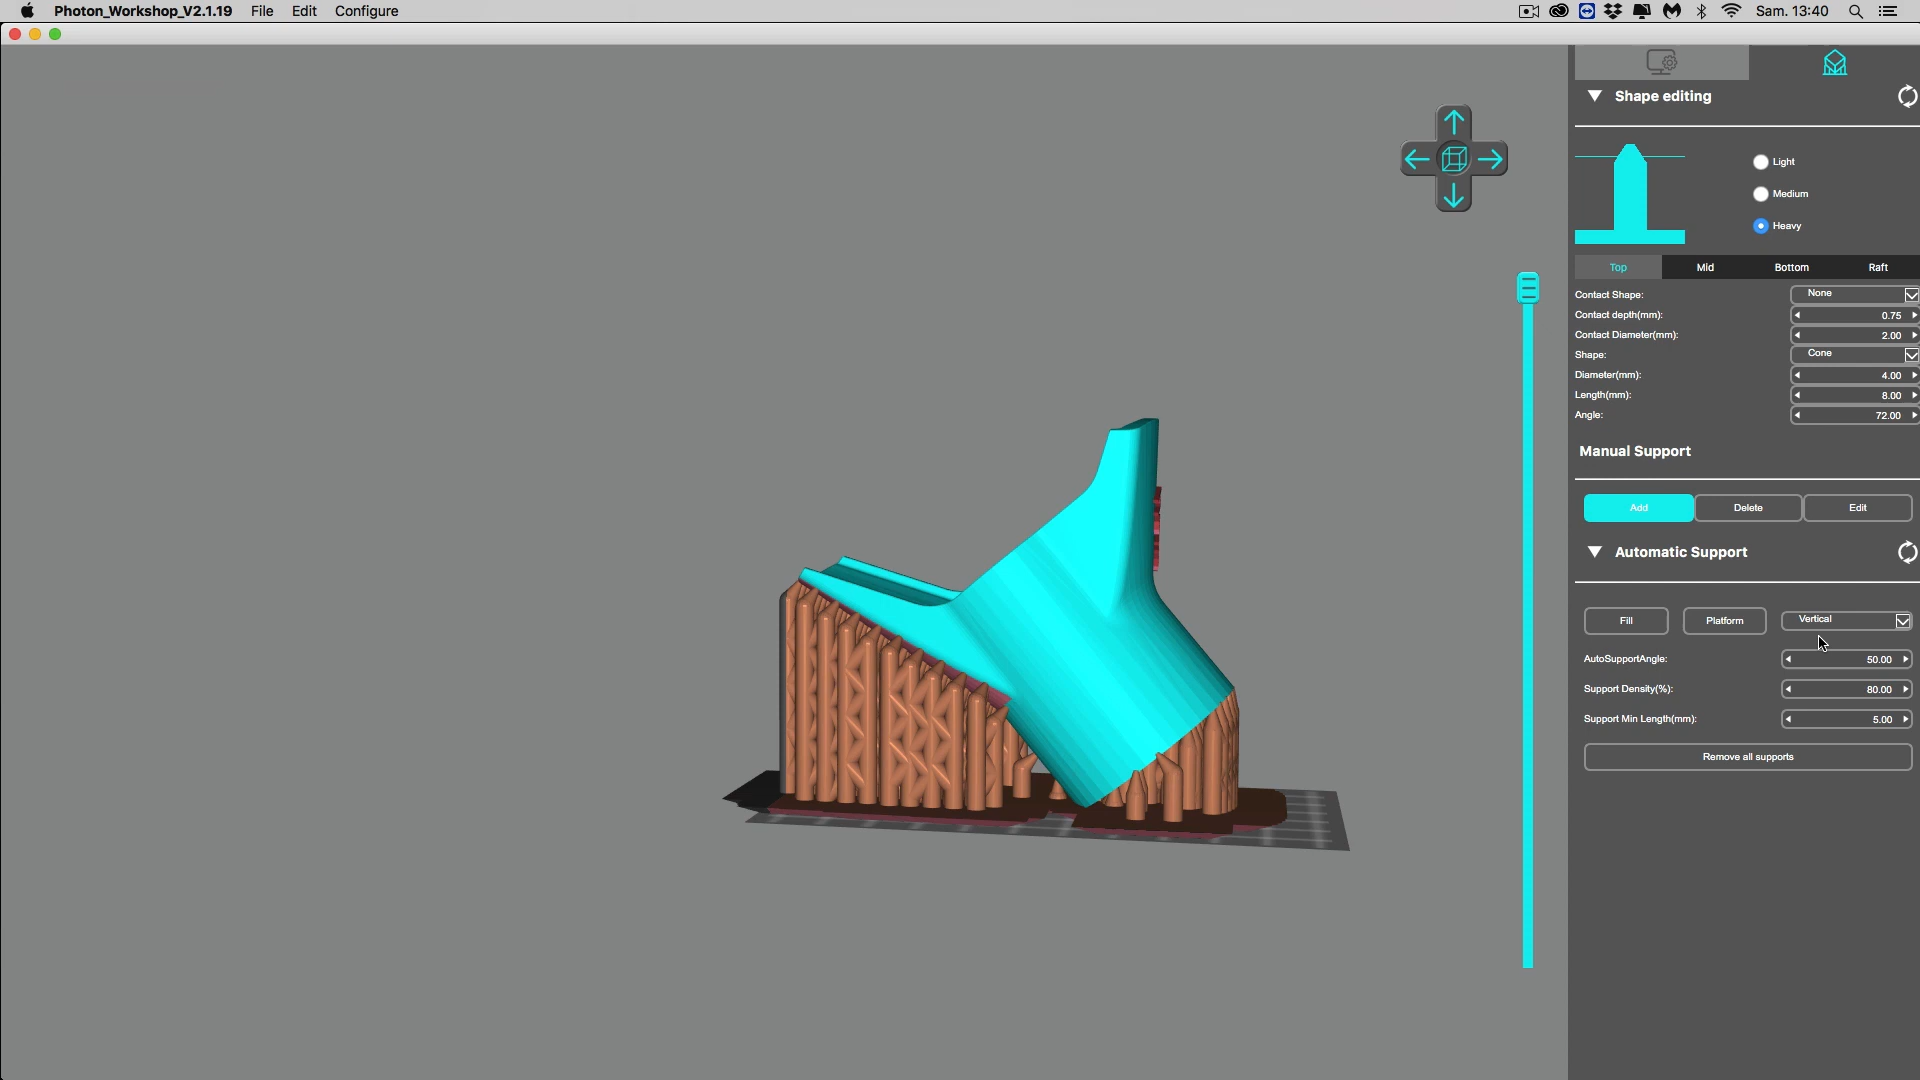 Photon_Workshop_V2.1.19 File Edit Configure Sam. 13:40
Shape editing
Light
Medium
Heavy
Top Mid Bottom Raft
Contact Shape: None
Contact depth(mm): 0.75
Contact Diameter(mm): 2.00
Shape: Cone
Diameter(mm): 4.00
Length(mm): 8.00
Angle: 72.00
Manual Support
Add Delete Edit
Automatic Support
Fill Platform Vertical
AutoSupportAngle: 50.00
Support Density(%): 80.00
Support Min Length(mm): 5.00
Remove all supports